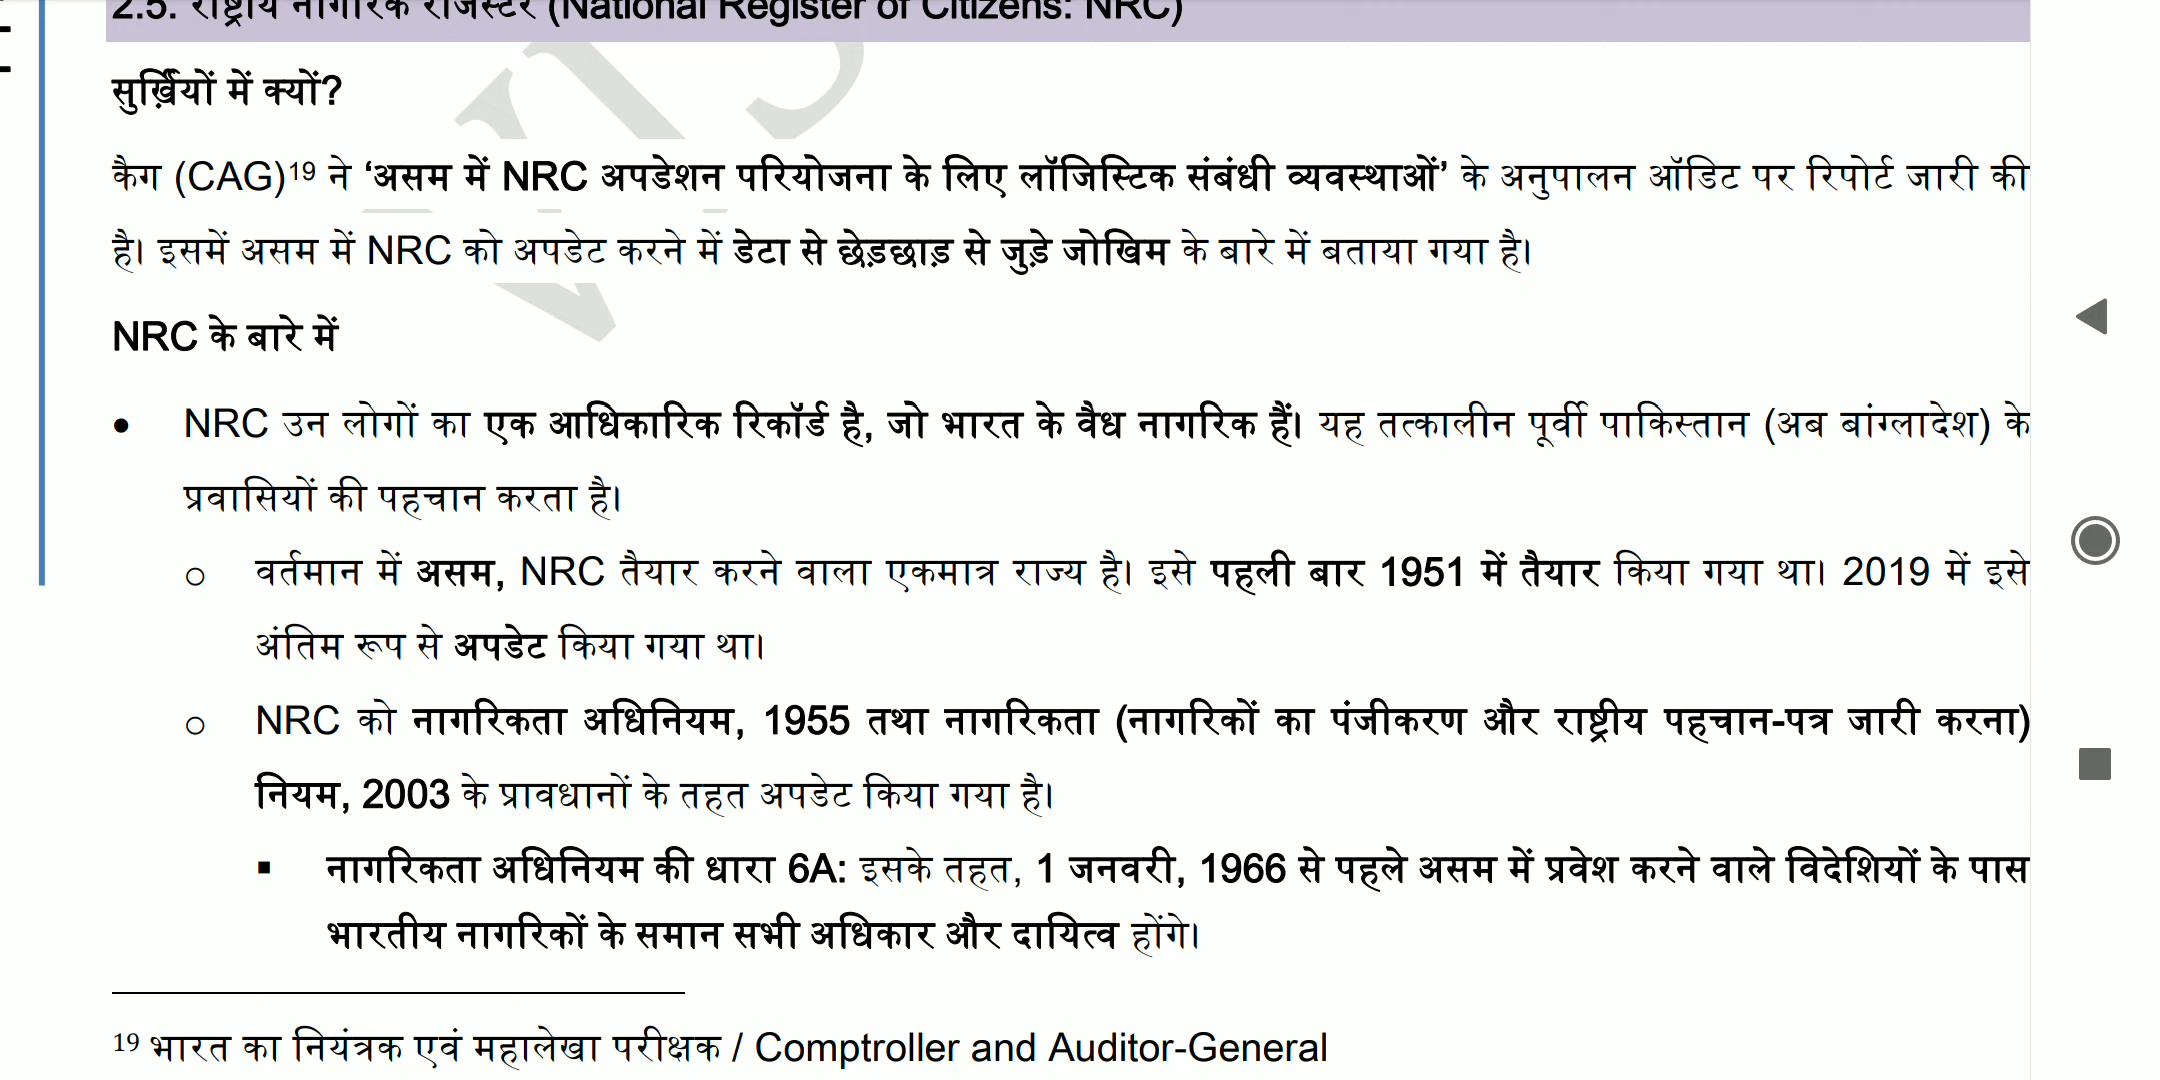 2.5. राष्ट्रीय नागरिक रजिस्टर (National Register of Citizens: NRC)
सुर्ख़ियों में क्यों?
कैग (CAG)19 ने ‘असम में NRC अपडेशन परियोजना के लिए लॉजिस्टिक संबंधी व्यवस्थाओं’ के अनुपालन ऑडिट पर रिपोर्ट जारी की
है। इसमें असम में NRC को अपडेट करने में डेटा से छेड़छाड़ से जुड़े जोखिम के बारे में बताया गया है।
NRC के बारे में
• NRC उन लोगों का एक आधिकारिक रिकॉर्ड है, जो भारत के वैध नागरिक हैं। यह तत्कालीन पूर्वी पाकिस्तान (अब बांग्लादेश) के
प्रवासियों की पहचान करता है।
o वर्तमान में असम, NRC तैयार करने वाला एकमात्र राज्य है। इसे पहली बार 1951 में तैयार किया गया था। 2019 में इसे
अंतिम रूप से अपडेट किया गया था।
o NRC को नागरिकता अधिनियम, 1955 तथा नागरिकता (नागरिकों का पंजीकरण और राष्ट्रीय पहचान-पत्र जारी करना)
नियम, 2003 के प्रावधानों के तहत अपडेट किया गया है।
▪ नागरिकता अधिनियम की धारा 6A: इसके तहत, 1 जनवरी, 1966 से पहले असम में प्रवेश करने वाले विदेशियों के पास
भारतीय नागरिकों के समान सभी अधिकार और दायित्व होंगे।
19 भारत का नियंत्रक एवं महालेखा परीक्षक / Comptroller and Auditor-General